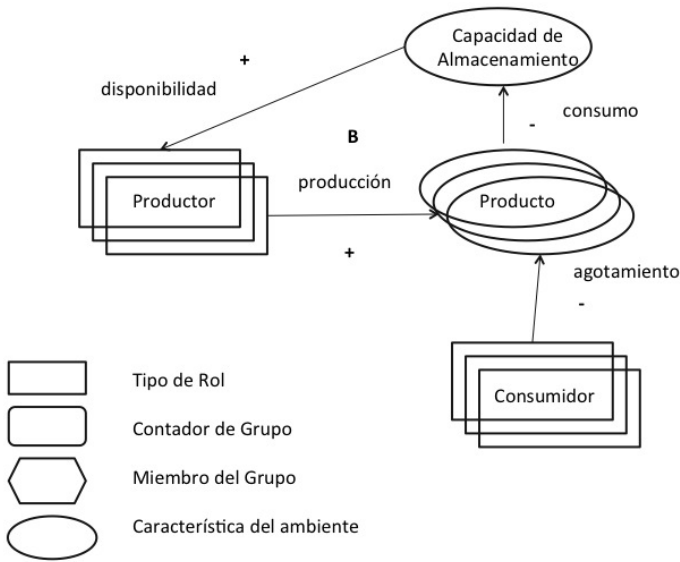 Capacidad de
Almacenamiento
+
disponibilidad
consumo
-
B
producción
Productor
Producto
+
agotamiento
-
Consumidor
Tipo de Rol
Contador de Grupo
Miembro del Grupo
Característica del ambiente